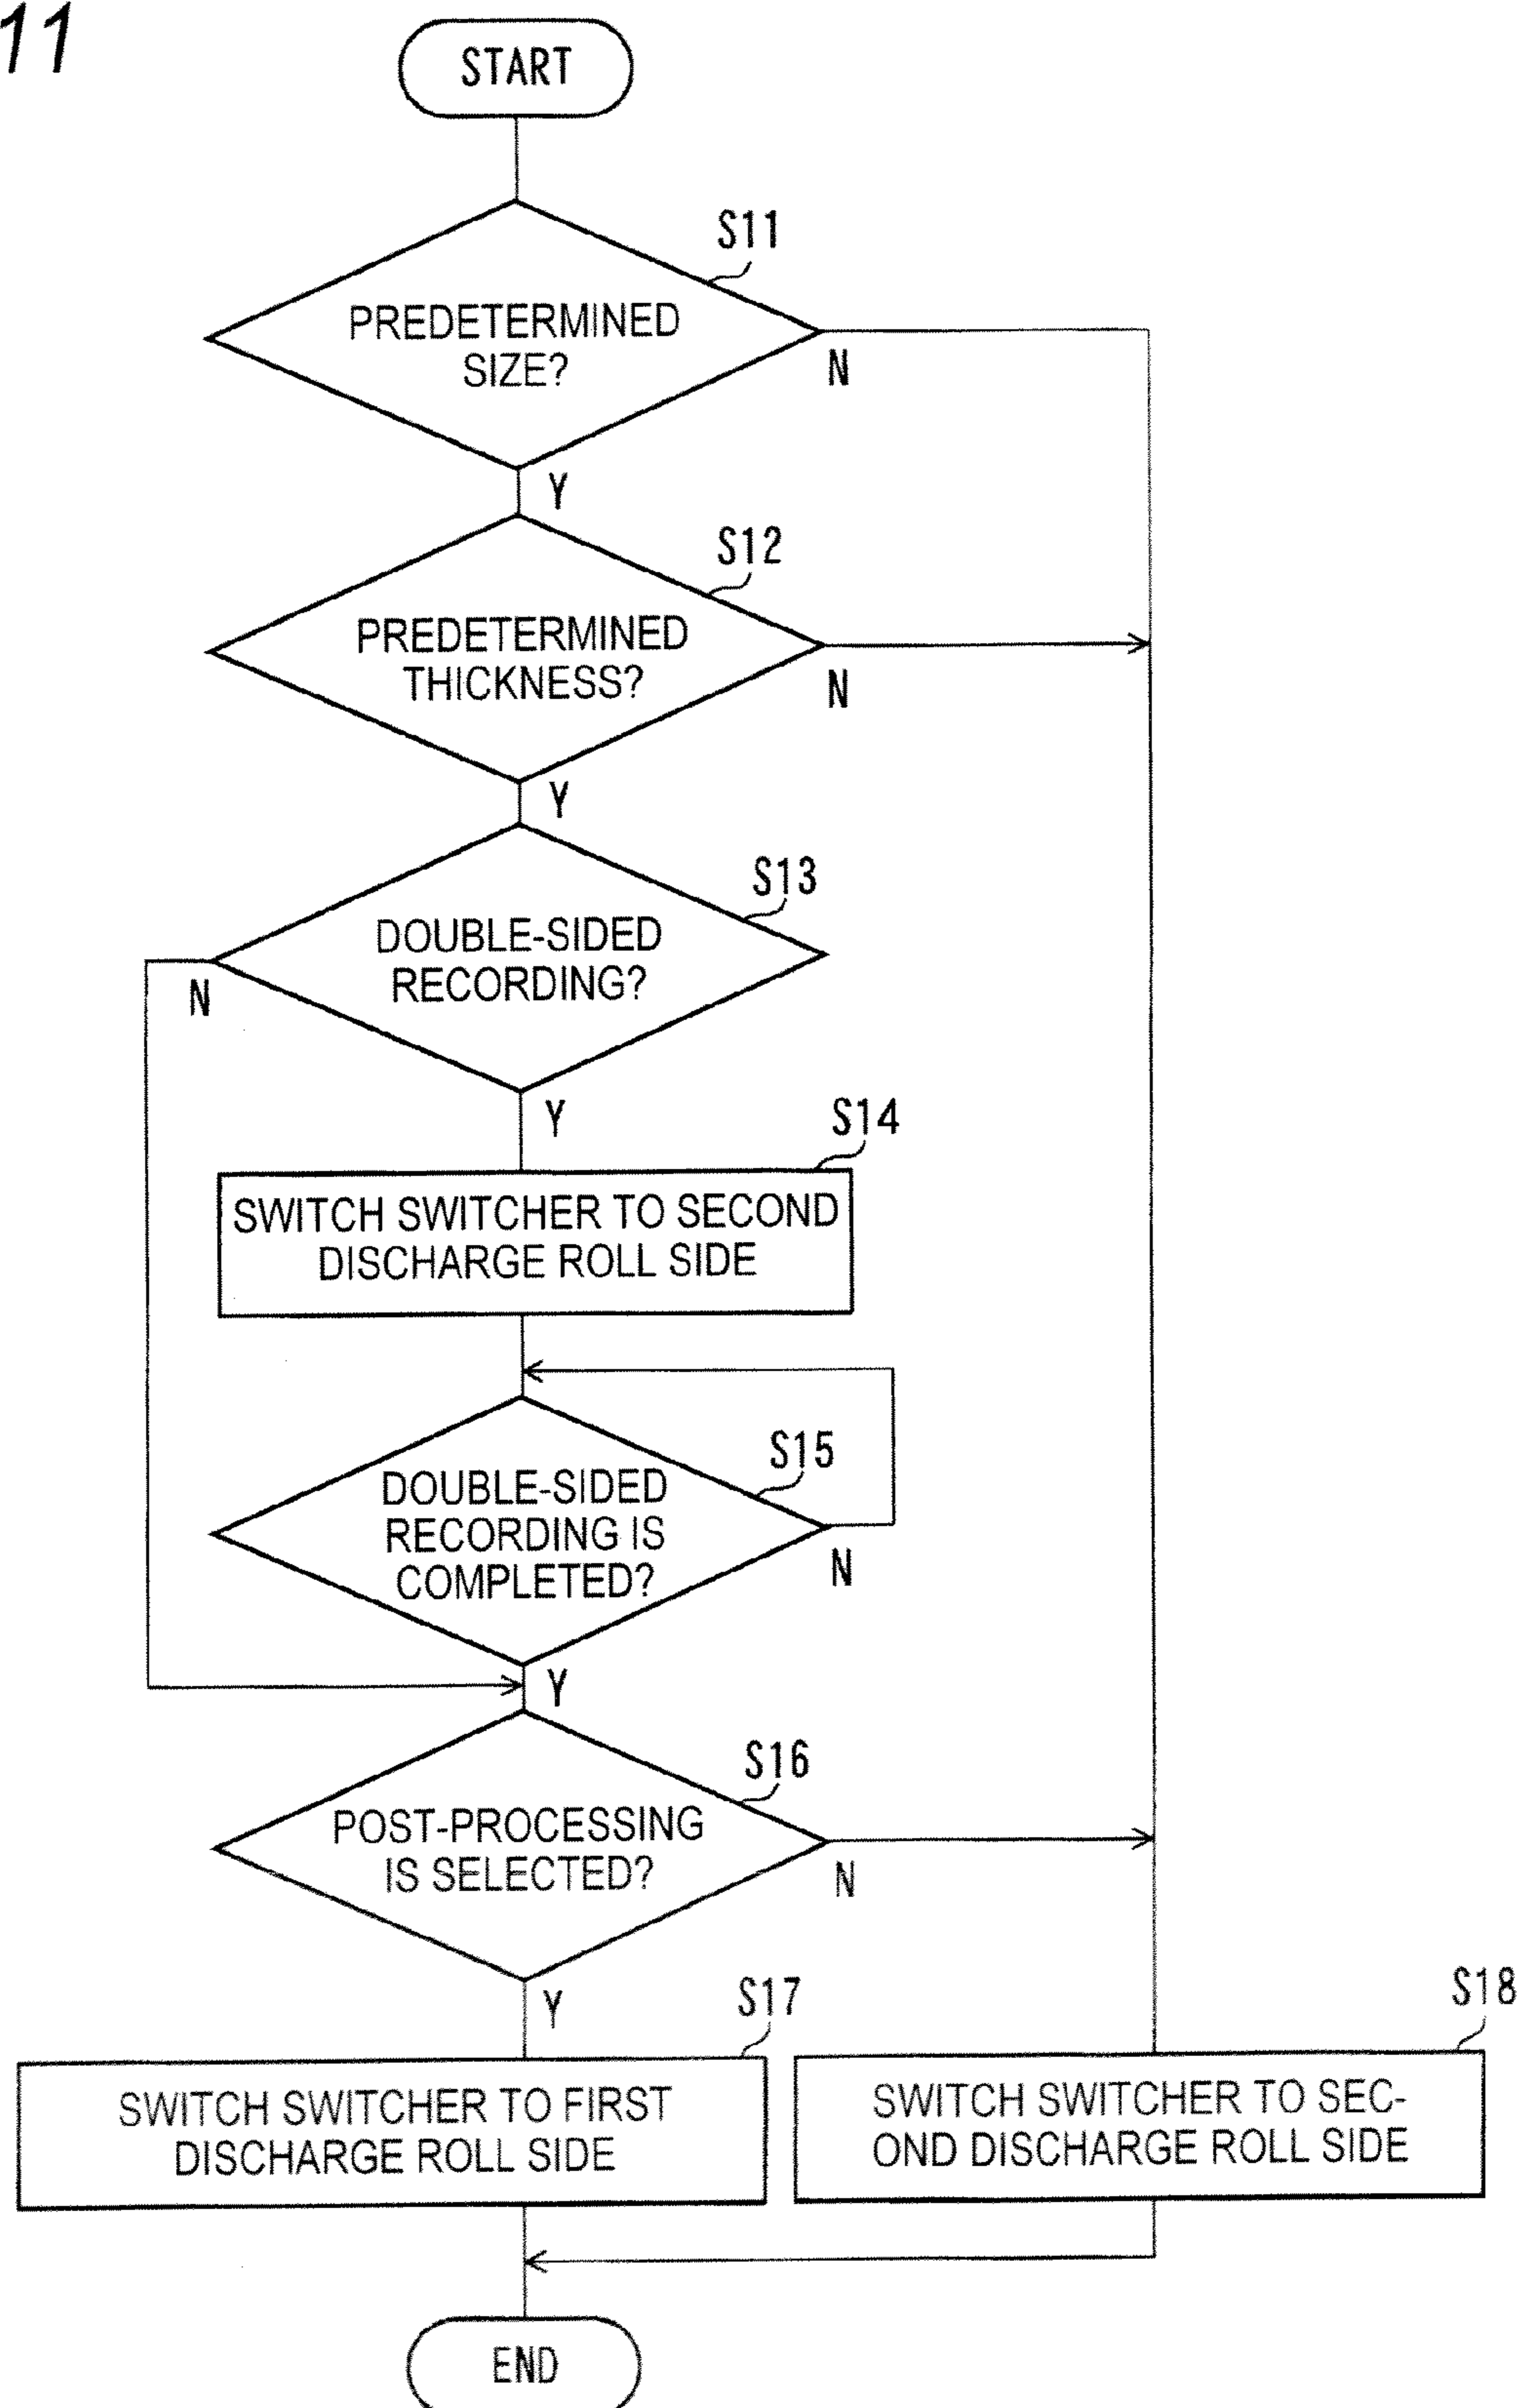 11
START
S11
PREDETERMINED
SIZE?
N
Y
S12
PREDETERMINED
THICKNESS?
N
Y
S13
DOUBLE-SIDED
RECORDING?
N
Y
S14
SWITCH SWITCHER TO SECOND
DISCHARGE ROLL SIDE
S15
DOUBLE-SIDED
RECORDING IS
COMPLETED?
N
Y
S16
POST-PROCESSING
IS SELECTED?
N
Y
S17
SWITCH SWITCHER TO FIRST
DISCHARGE ROLL SIDE
S18
SWITCH SWITCHER TO SEC-
OND DISCHARGE ROLL SIDE
END